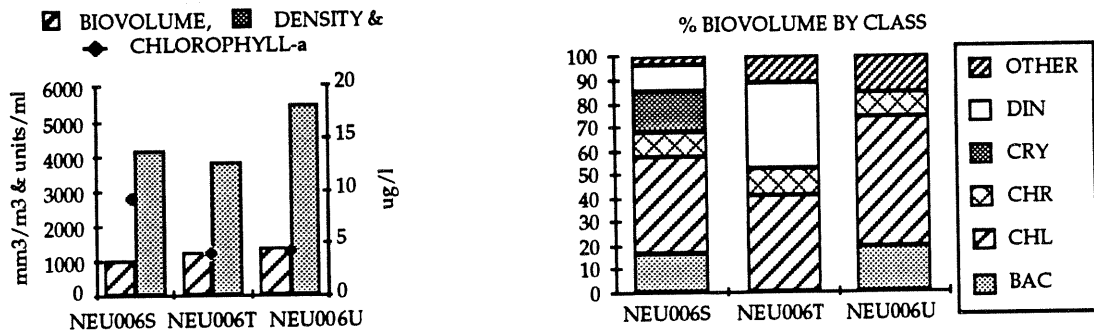 BIOVOLUME, DENSITY &
CHLOROPHYLL-a
mm3/m3 & units/ml
6000
5000
4000
3000
2000
1000
0
20
15
10
5
0
ug/l
NEU006S NEU006T NEU006U
% BIOVOLUME BY CLASS
100
90
80
70
60
50
40
30
20
10
0
NEU006S NEU006T NEU006U
OTHER
DIN
CRY
CHR
CHL
BAC